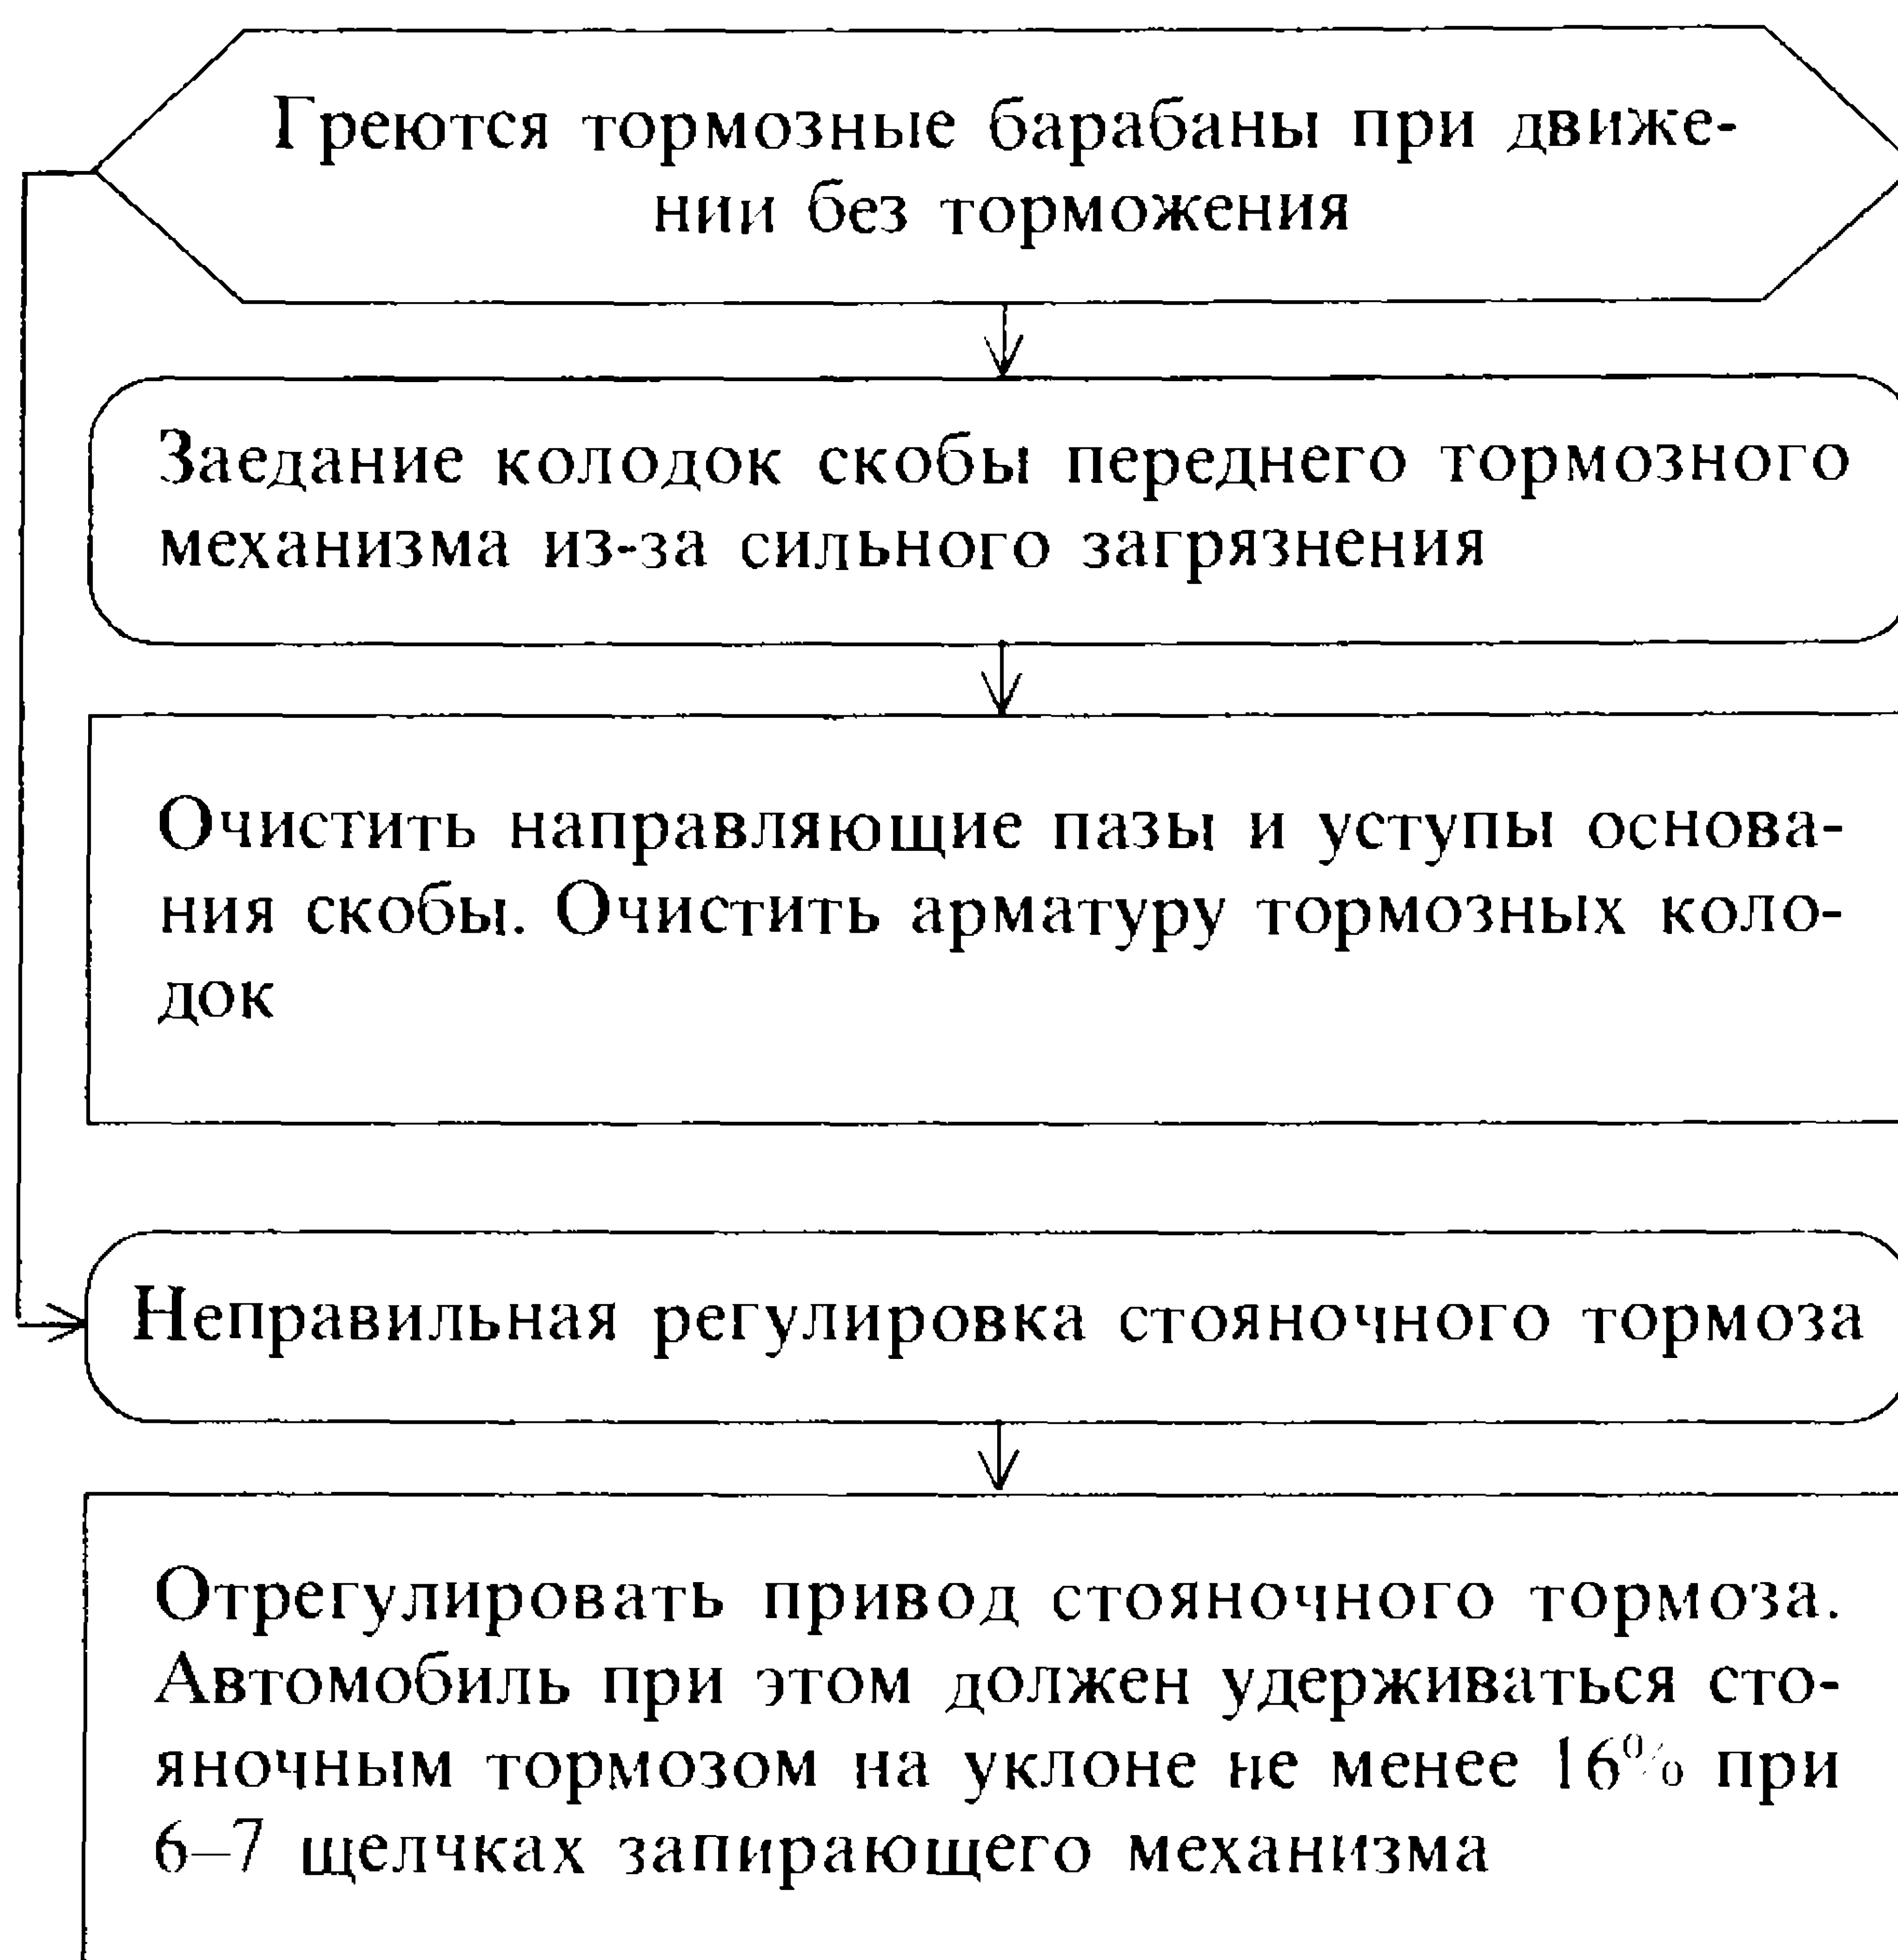 Греются тормозные барабаны при движе-
нии без торможения
Заедание колодок скобы переднего тормозного
механизма из-за сильного загрязнения
Очистить направляющие пазы и уступы основа-
ния скобы. Очистить арматуру тормозных коло-
док
Неправильная регулировка стояночного тормоза
Отрегулировать привод стояночного тормоза.
Автомобиль при этом должен удерживаться сто-
яночным тормозом на уклоне не менее 16% при
6–7 щелчках запирающего механизма